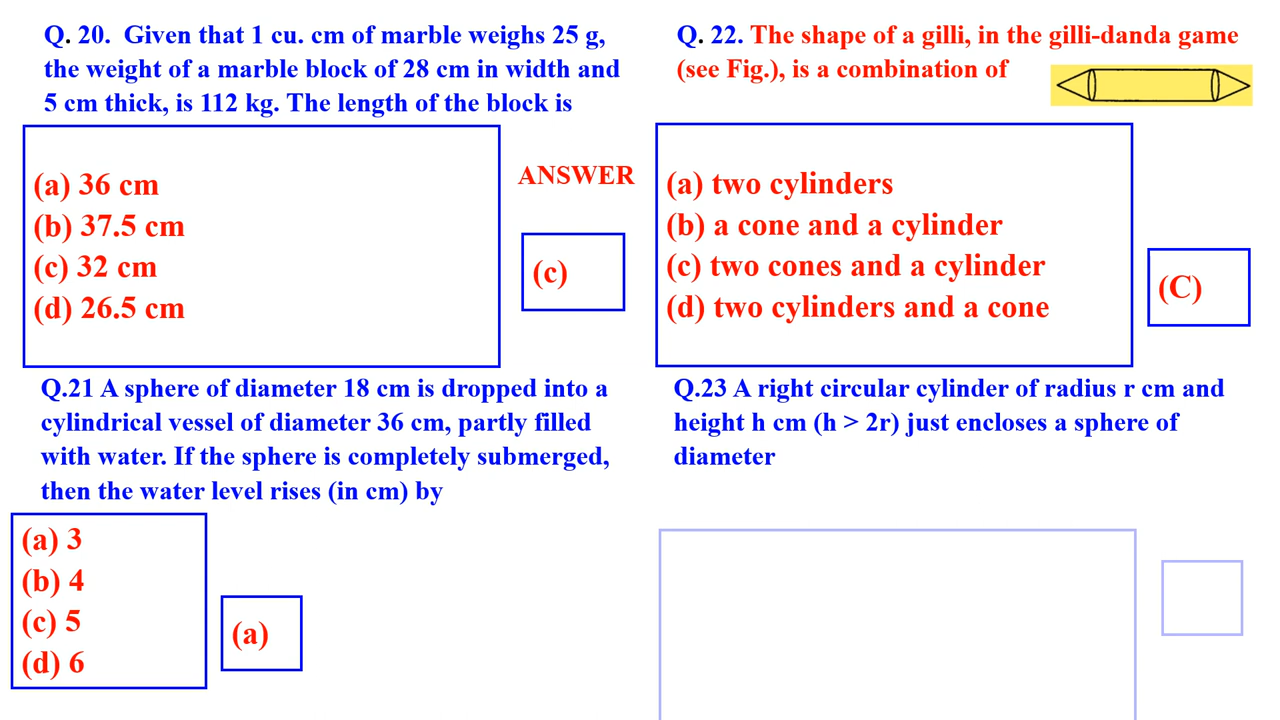 Q. 20. Given that 1 cu. cm of marble weighs 25 g,
the weight of a marble block of 28 cm in width and
5 cm thick, is 112 kg. The length of the block is
(a) 36 cm
(b) 37.5 cm
(c) 32 cm
(d) 26.5 cm
ANSWER
(c)
Q.21 A sphere of diameter 18 cm is dropped into a
cylindrical vessel of diameter 36 cm, partly filled
with water. If the sphere is completely submerged,
then the water level rises (in cm) by
(a) 3
(b) 4
(c) 5
(d) 6
(a)
Q. 22. The shape of a gilli, in the gilli-danda game
(see Fig.), is a combination of
(a) two cylinders
(b) a cone and a cylinder
(c) two cones and a cylinder
(d) two cylinders and a cone
(C)
Q.23 A right circular cylinder of radius r cm and
height h cm (h > 2r) just encloses a sphere of
diameter